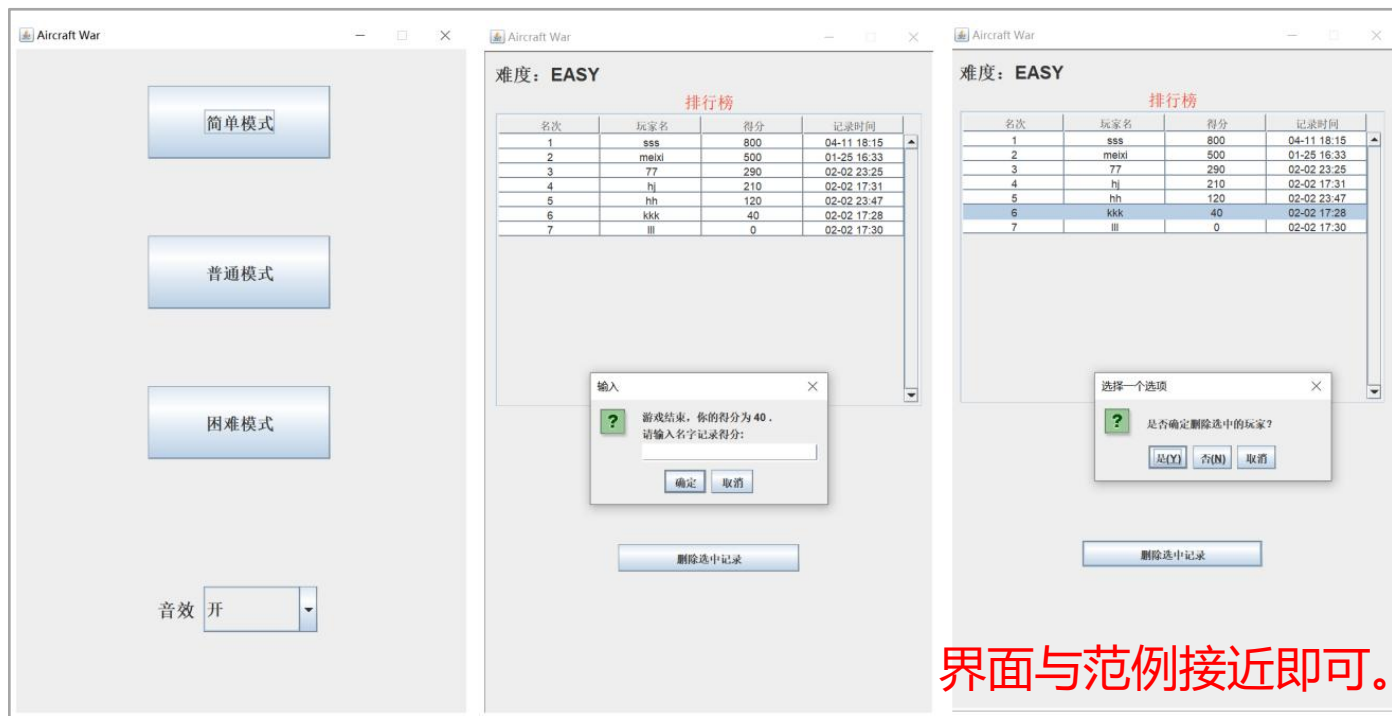 Aircraft War
简单模式
普通模式
困难模式
音效 开
Aircraft War
难度：EASY
排行榜
名次 玩家名 得分 记录时间
1 sss 800 04-11 18:15
2 meixi 500 01-25 16:33
3 77 290 02-02 23:25
4 hj 210 02-02 17:31
5 hh 120 02-02 23:47
6 kkk 40 02-02 17:28
7 lll 0 02-02 17:30
输入
游戏结束，你的得分为 40 .
请输入名字记录得分:
确定 取消
删除选中记录
Aircraft War
难度：EASY
排行榜
名次 玩家名 得分 记录时间
1 sss 800 04-11 18:15
2 meixi 500 01-25 16:33
3 77 290 02-02 23:25
4 hj 210 02-02 17:31
5 hh 120 02-02 23:47
6 kkk 40 02-02 17:28
7 lll 0 02-02 17:30
选择一个选项
是否确定删除选中的玩家?
是(Y) 否(N) 取消
删除选中记录
界面与范例接近即可。